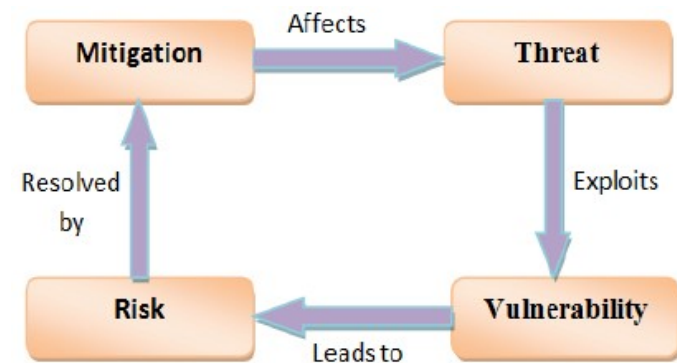 Affects
Mitigation
Threat
Resolved
by
Exploits
Risk
Vulnerability
Leads to